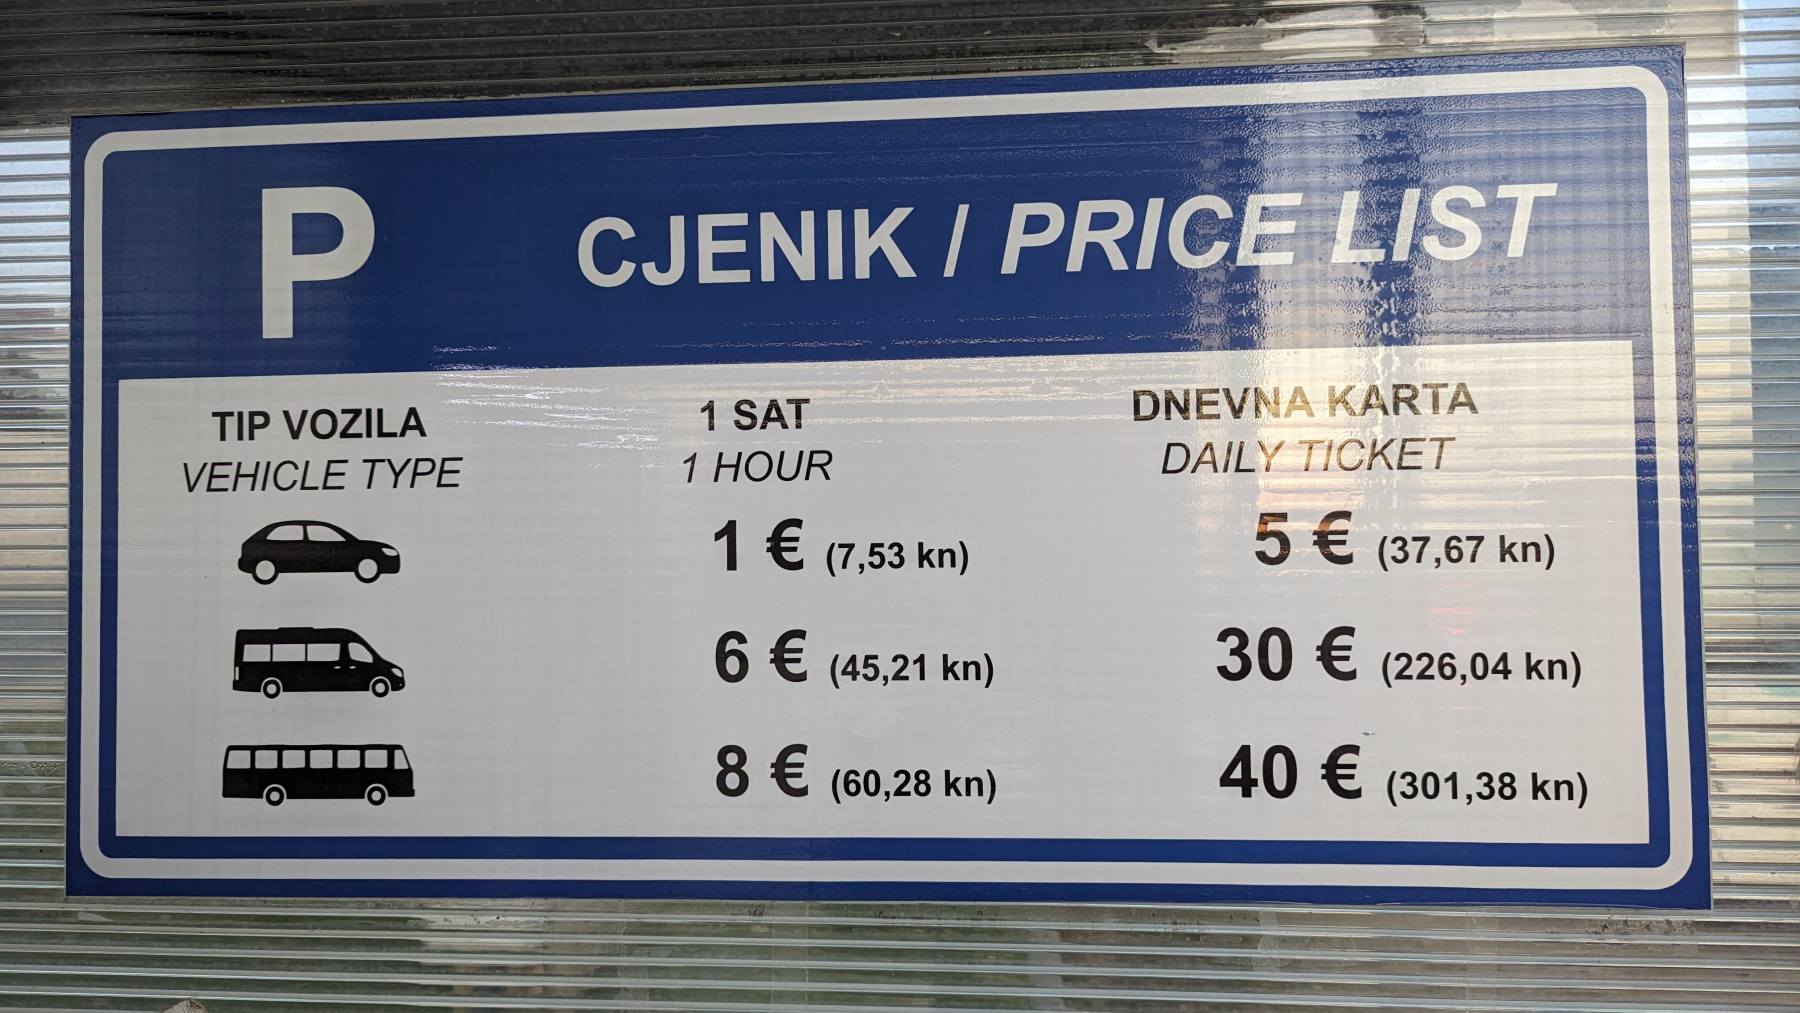 P
CJENIK / PRICE LIST
TIP VOZILA 1 SAT DNEVNA KARTA
VEHICLE TYPE 1 HOUR DAILY TICKET
1 € (7,53 kn) 5 € (37,67 kn)
6 € (45,21 kn) 30 € (226,04 kn)
8 € (60,28 kn) 40 € (301,38 kn)